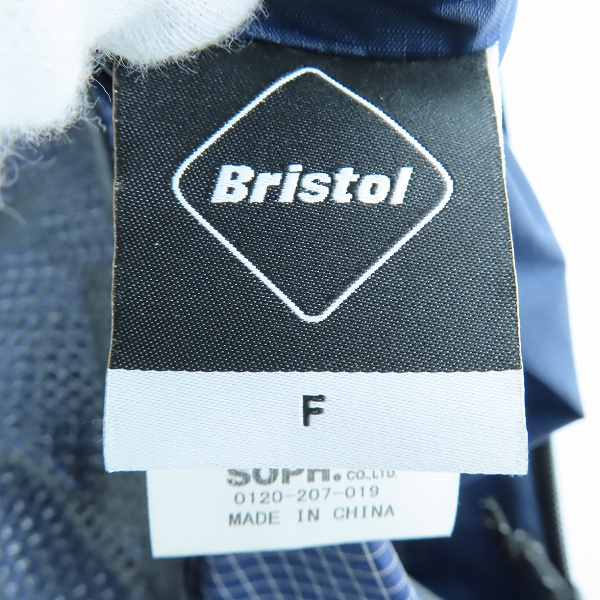 Bristol
F
SOPH. CO.,LTD.
0120-207-019
MADE IN CHINA